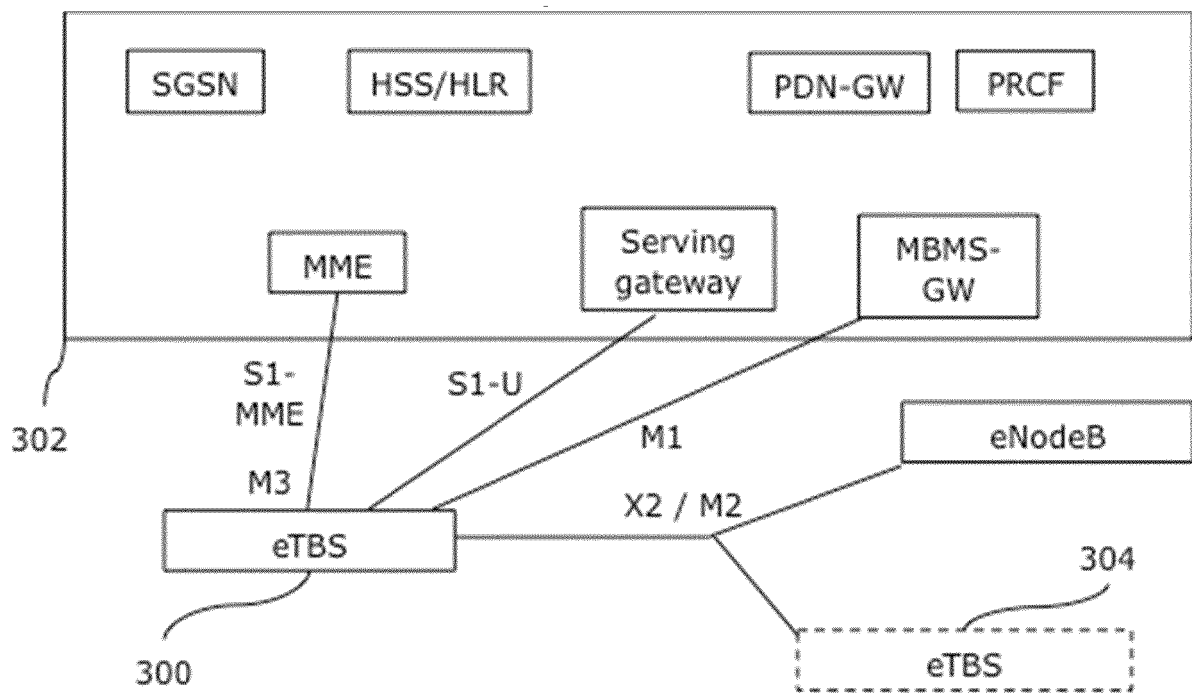 SGSN
HSS/HLR
PDN-GW
PRCF
MME
Serving
gateway
MBMS-
GW
S1-
MME
S1-U
302
M1
eNodeB
M3
X2 / M2
eTBS
304
300
eTBS